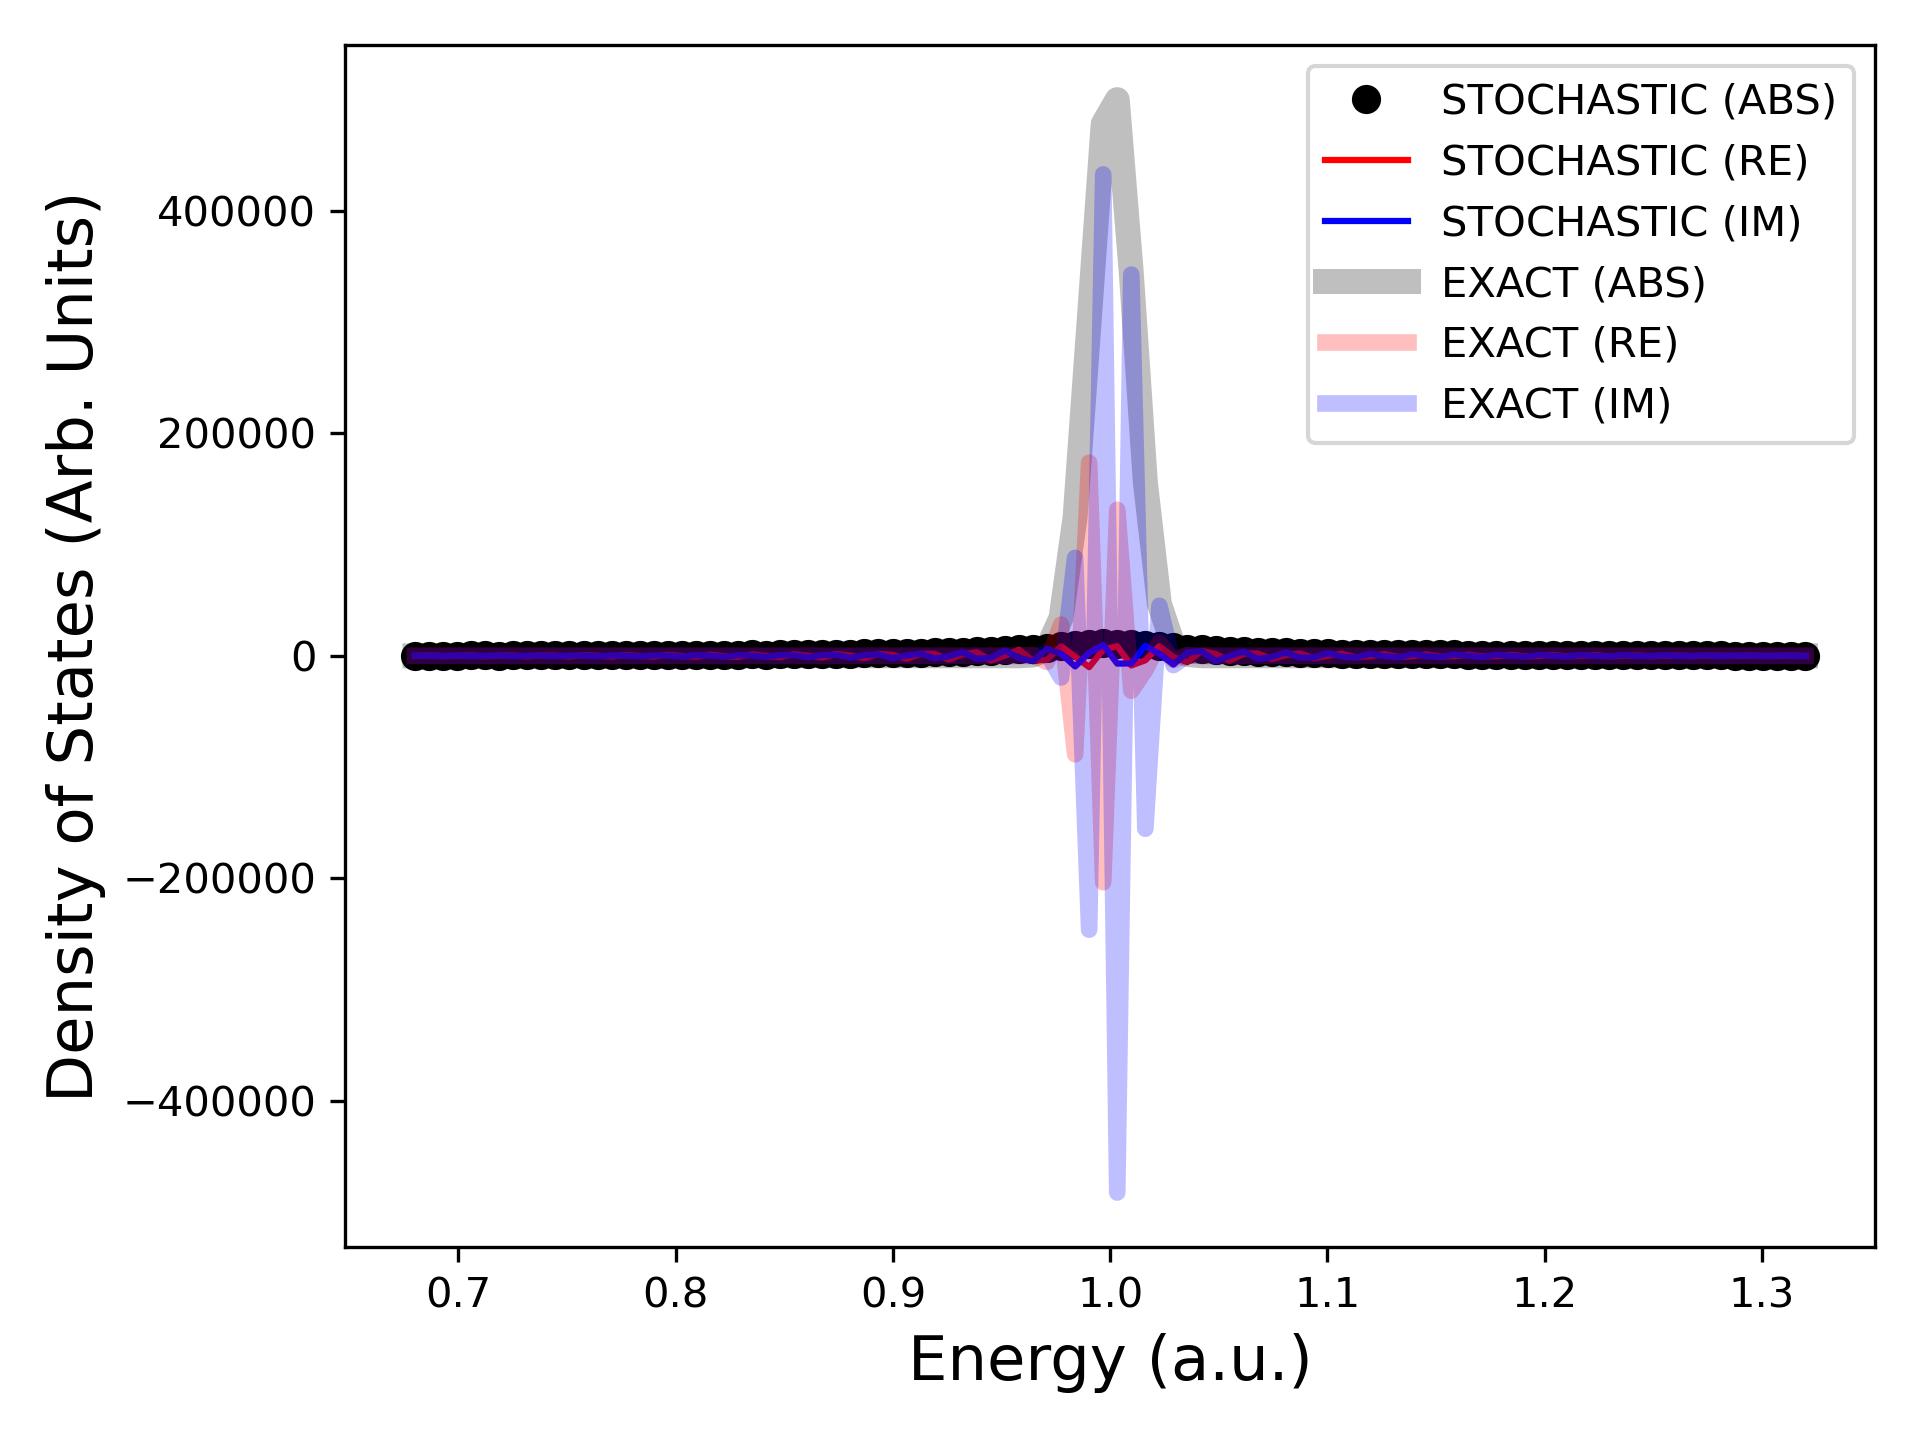 Density of States (Arb. Units)
400000
200000
0
−200000
−400000
STOCHASTIC (ABS)
STOCHASTIC (RE)
STOCHASTIC (IM)
EXACT (ABS)
EXACT (RE)
EXACT (IM)
0.7 0.8 0.9 1.0 1.1 1.2 1.3
Energy (a.u.)